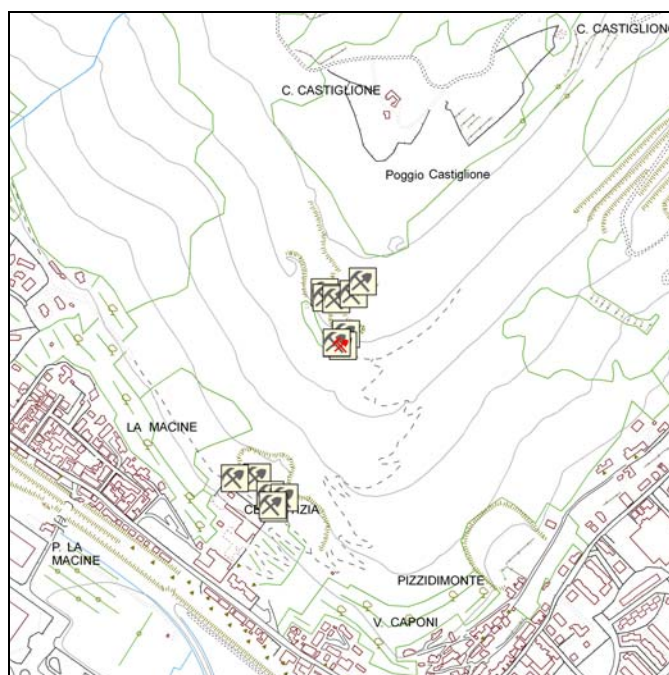 C. CASTIGLIONE
C. CASTIGLIONE
Poggio Castiglione
LA MACINE
P. LA
MACINE
PIZZIDIMONTE
V. CAPONI